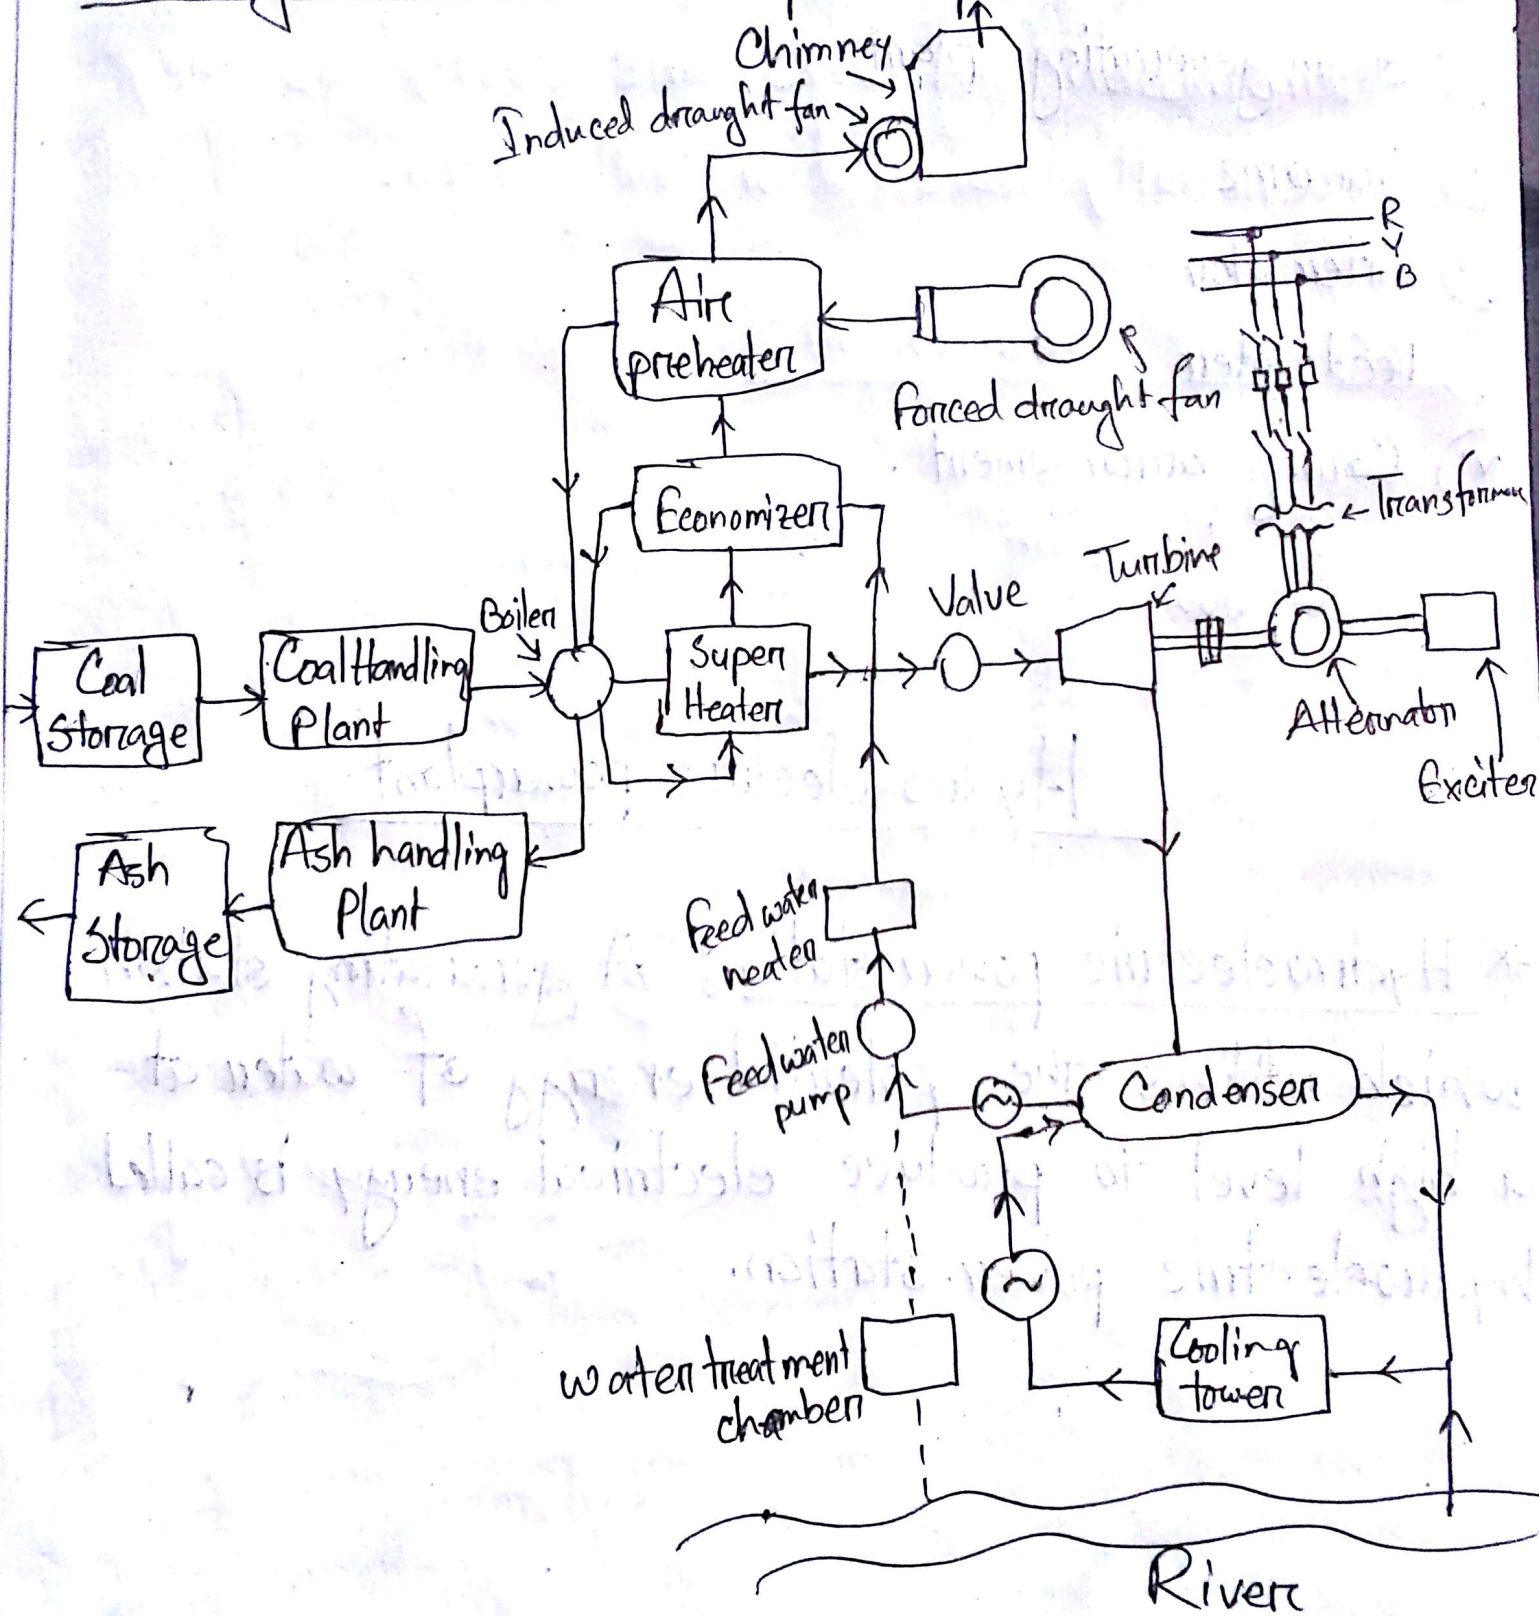 Chimney
Induced draught fan
R
Y
B
Air
preheater
Forced draught fan
Economizer
Transformer
Turbine
Valve
Boiler
Coal
Storage
Coal Handling
Plant
Super
Heater
Alternator
Exciter
Ash
Storage
Ash handling
Plant
Feed water
heater
Feed water
pump
Condenser
Cooling
tower
water treatment
chamber
River